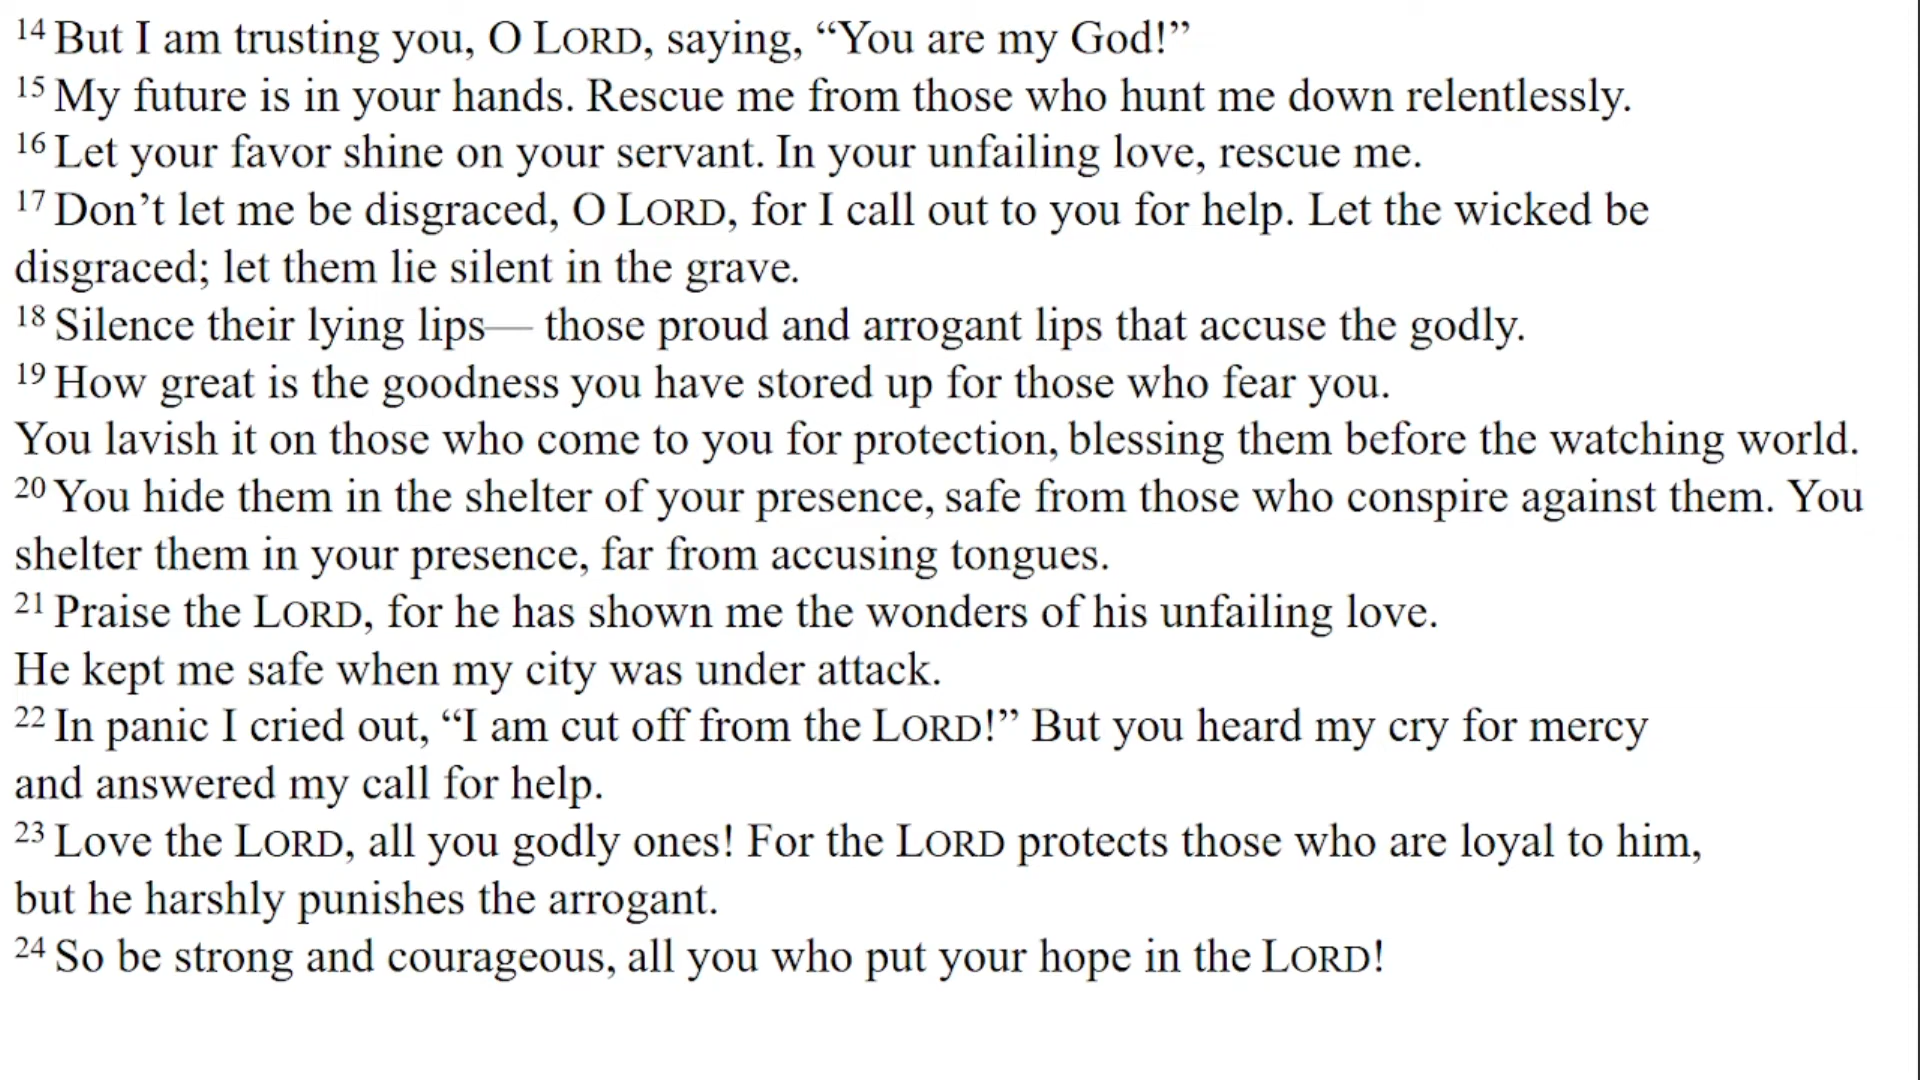 14 But I am trusting you, O LORD, saying, “You are my God!”
15 My future is in your hands. Rescue me from those who hunt me down relentlessly.
16 Let your favor shine on your servant. In your unfailing love, rescue me.
17 Don’t let me be disgraced, O LORD, for I call out to you for help. Let the wicked be
disgraced; let them lie silent in the grave.
18 Silence their lying lips— those proud and arrogant lips that accuse the godly.
19 How great is the goodness you have stored up for those who fear you.
You lavish it on those who come to you for protection, blessing them before the watching world.
20 You hide them in the shelter of your presence, safe from those who conspire against them. You
shelter them in your presence, far from accusing tongues.
21 Praise the LORD, for he has shown me the wonders of his unfailing love.
He kept me safe when my city was under attack.
22 In panic I cried out, “I am cut off from the LORD!” But you heard my cry for mercy
and answered my call for help.
23 Love the LORD, all you godly ones! For the LORD protects those who are loyal to him,
but he harshly punishes the arrogant.
24 So be strong and courageous, all you who put your hope in the LORD!